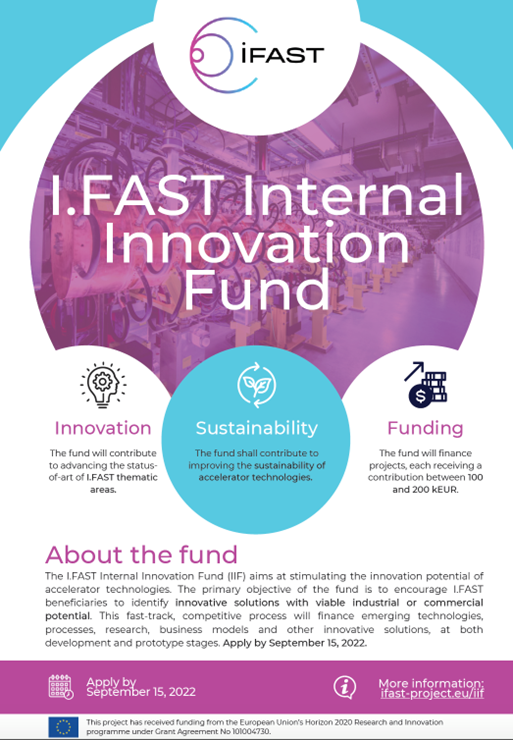 iFAST
I.FAST Internal
Innovation
Fund
Innovation
The fund will contribute
to advancing the status-
of-art of I.FAST thematic
areas.
Sustainability
The fund shall contribute to
improving the sustainability of
accelerator technologies.
Funding
The fund will finance
projects, each receiving a
contribution between 100
and 200 kEUR.
About the fund
The I.FAST Internal Innovation Fund (IIF) aims at stimulating the innovation potential of
accelerator technologies. The primary objective of the fund is to encourage I.FAST
beneficiaries to identify innovative solutions with viable industrial or commercial
potential. This fast-track, competitive process will finance emerging technologies,
processes, research, business models and other innovative solutions, at both
development and prototype stages. Apply by September 15, 2022.
Apply by
September 15, 2022
More information:
ifast-project.eu/iif
This project has received funding from the European Union's Horizon 2020 Research and Innovation
programme under Grant Agreement No 101004730.